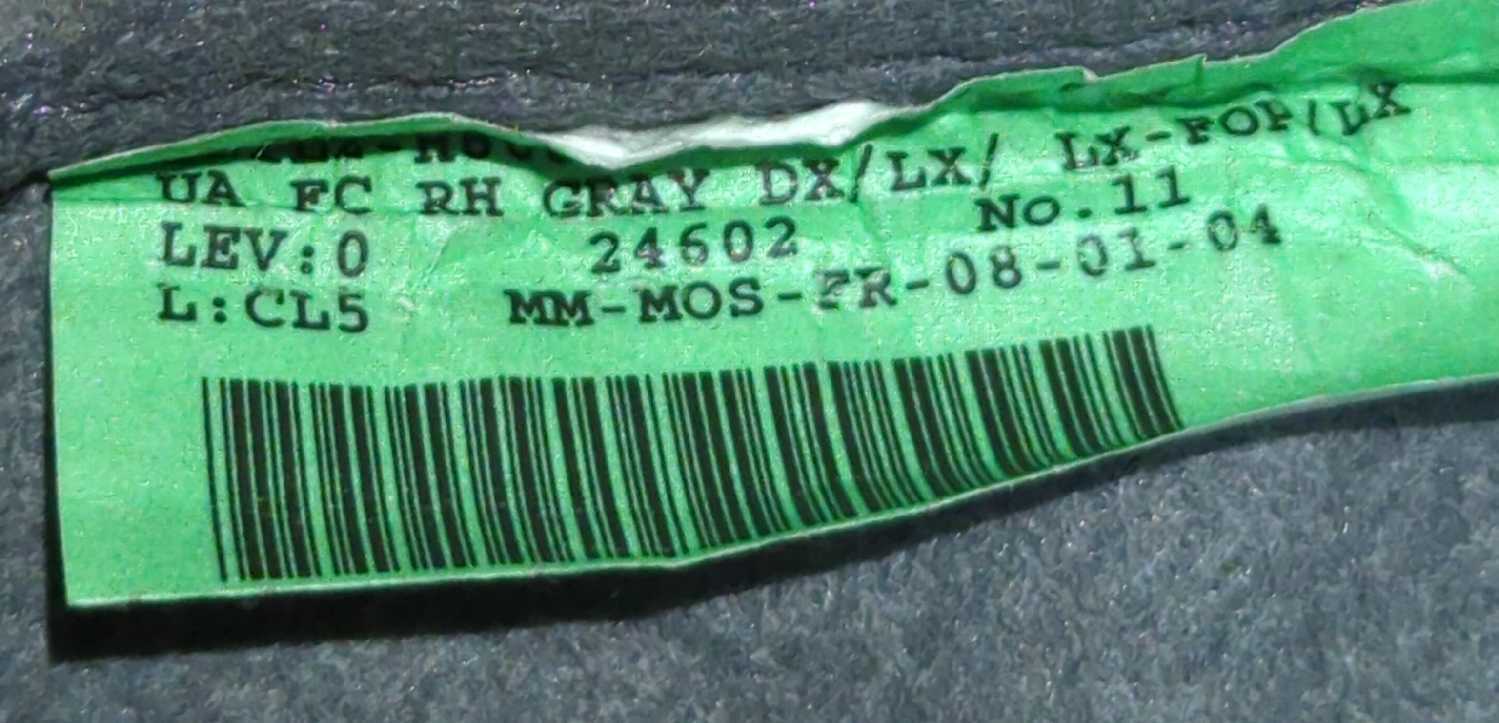 UA FC RH GRAY DX/LX/ LX-POP/LX
LEV:0 24602 No.11
L:CL5 MM-MOS-FR-08-01-04